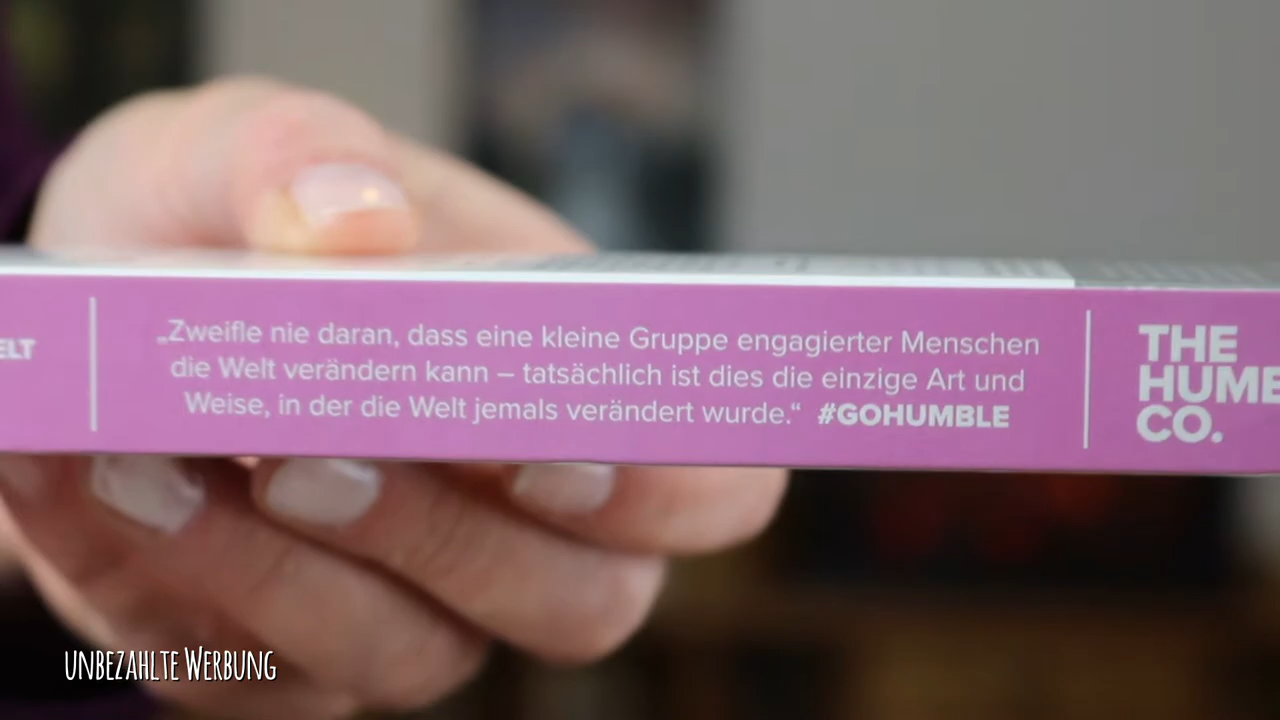 ELT
„Zweifle nie daran, dass eine kleine Gruppe engagierter Menschen
die Welt verändern kann – tatsächlich ist dies die einzige Art und
Weise, in der die Welt jemals verändert wurde.“ #GOHUMBLE
THE
HUMB
CO.
UNBEZAHLTE WERBUNG